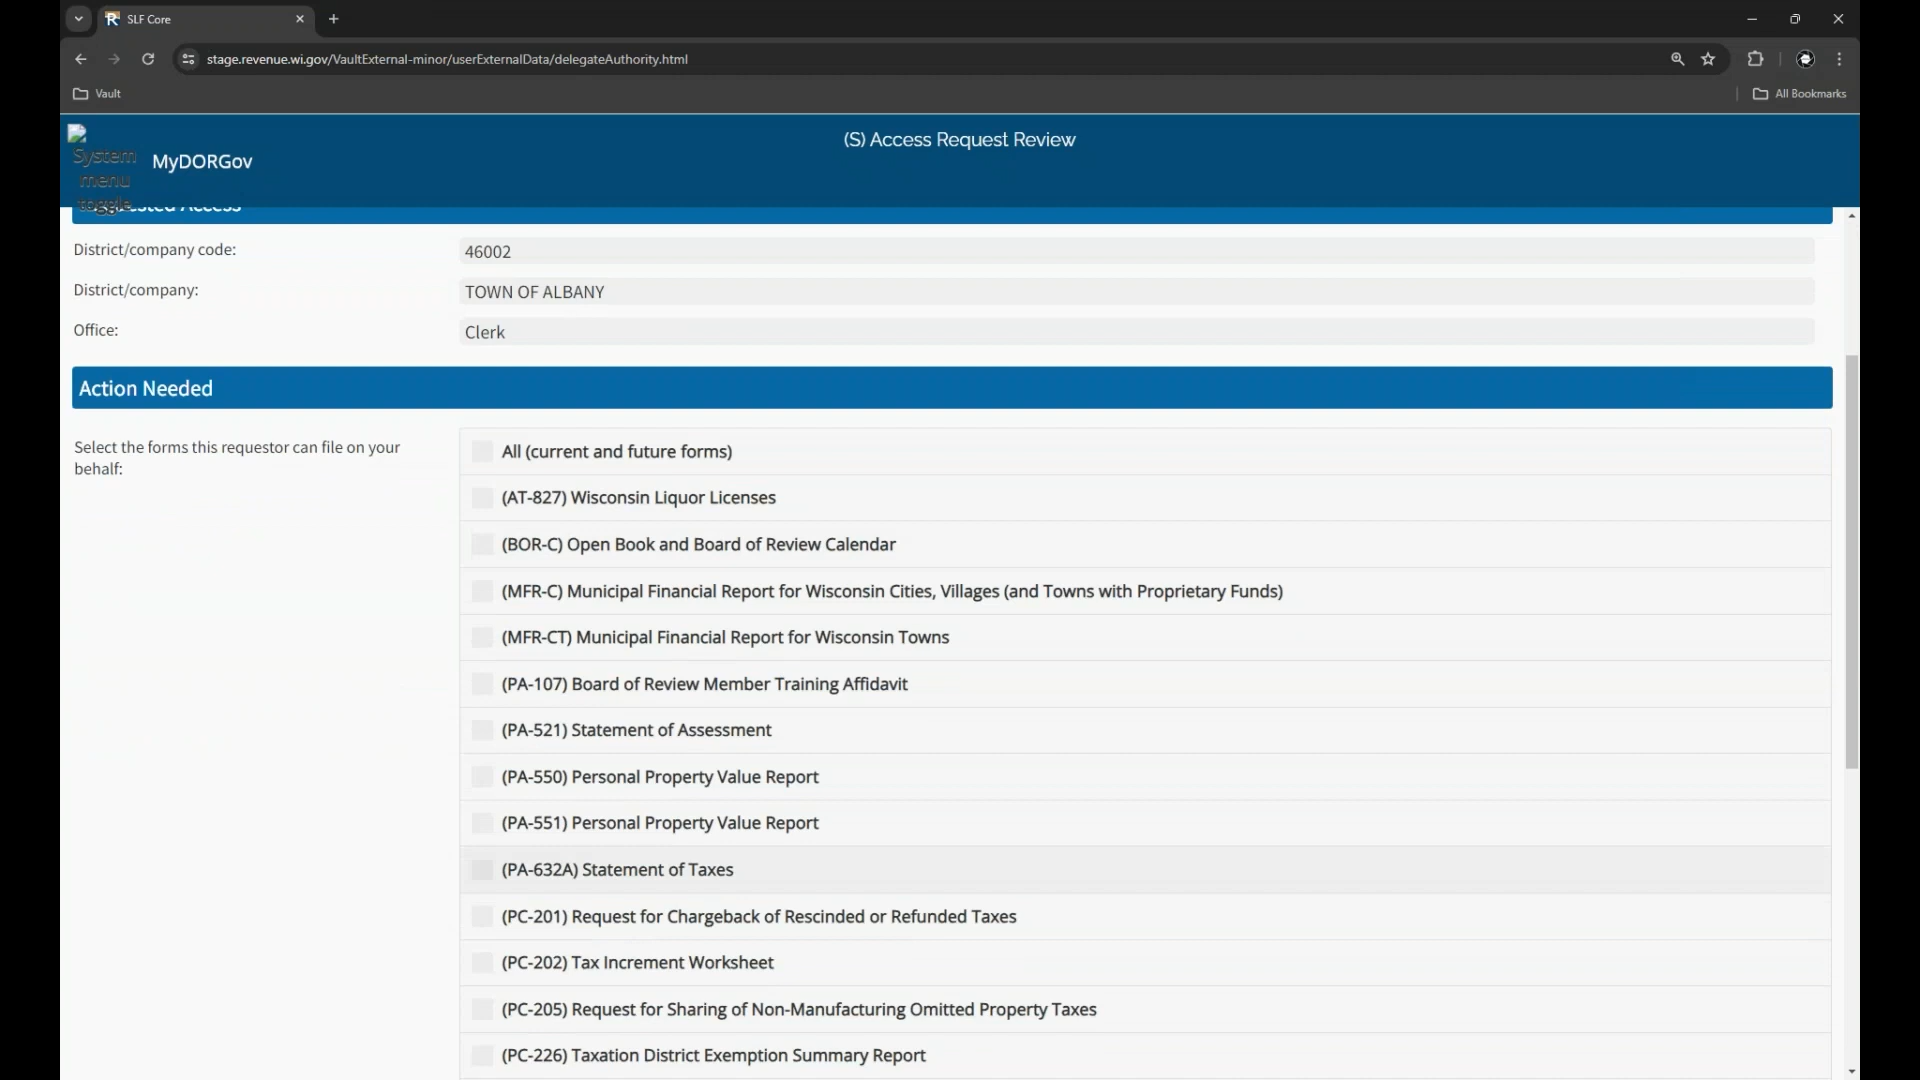 SLF Core
stage.revenue.wi.gov/VaultExternal-minor/userExternalData/delegateAuthority.html
Vault
All Bookmarks
(S) Access Request Review
System
menu
toggle
MyDORGov
Access
District/company code:
46002
District/company:
TOWN OF ALBANY
Office:
Clerk
Action Needed
Select the forms this requestor can file on your
behalf:
All (current and future forms)
(AT-827) Wisconsin Liquor Licenses
(BOR-C) Open Book and Board of Review Calendar
(MFR-C) Municipal Financial Report for Wisconsin Cities, Villages (and Towns with Proprietary Funds)
(MFR-CT) Municipal Financial Report for Wisconsin Towns
(PA-107) Board of Review Member Training Affidavit
(PA-521) Statement of Assessment
(PA-550) Personal Property Value Report
(PA-551) Personal Property Value Report
(PA-632A) Statement of Taxes
(PC-201) Request for Chargeback of Rescinded or Refunded Taxes
(PC-202) Tax Increment Worksheet
(PC-205) Request for Sharing of Non-Manufacturing Omitted Property Taxes
(PC-226) Taxation District Exemption Summary Report